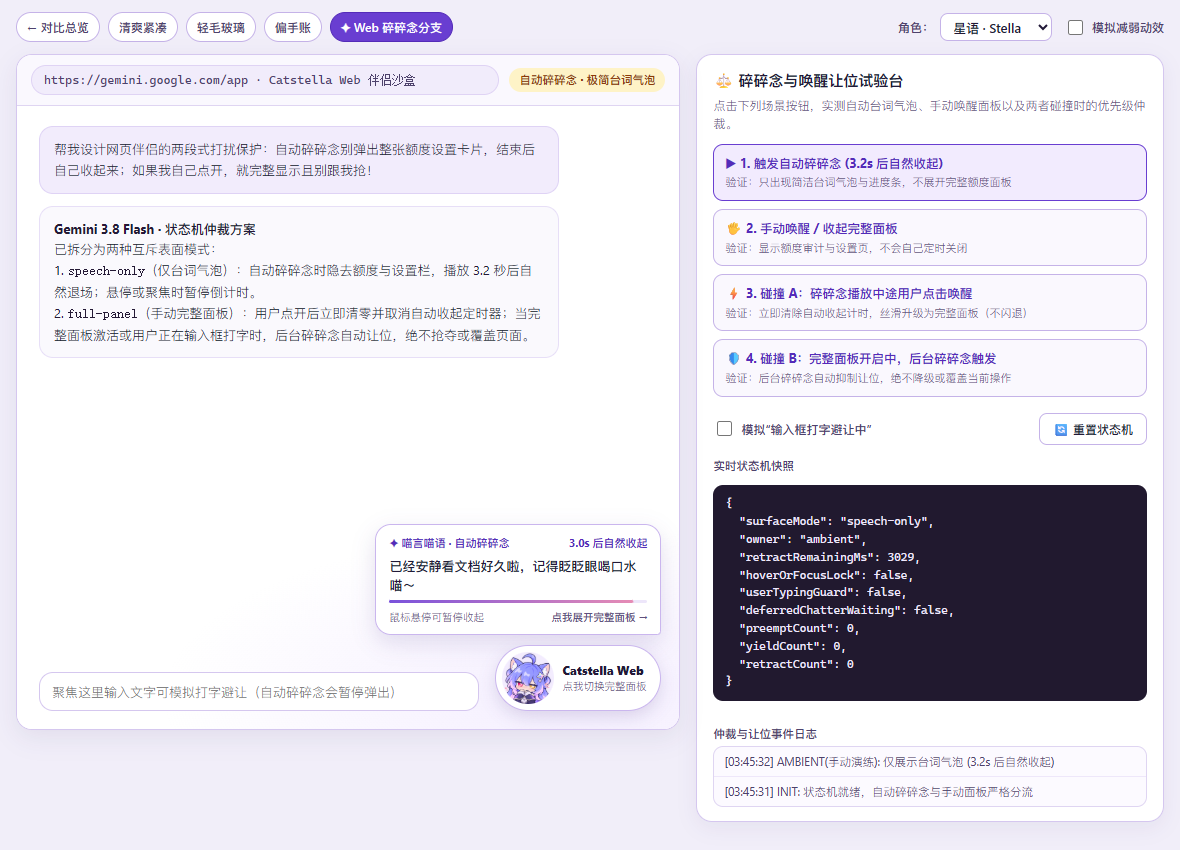 ← 对比总览
清爽紧凑
轻毛玻璃
偏手账
✦ Web 碎碎念分支
角色：
星语 · Stella
模拟减弱动效
https://gemini.google.com/app · Catstella Web 伴侣沙盒
自动碎碎念 · 极简台词气泡
帮我设计网页伴侣的两段式打扰保护：自动碎碎念别弹出整张额度设置卡片，结束后
自己收起来；如果我自己点开，就完整显示且别跟我抢！
Gemini 3.8 Flash · 状态机仲裁方案
已拆分为两种互斥表面模式：
1. speech-only（仅台词气泡）：自动碎碎念时隐去额度与设置栏，播放 3.2 秒后自
然退场；悬停或聚焦时暂停倒计时。
2. full-panel（手动完整面板）：用户点开后立即清零并取消自动收起定时器；当完
整面板激活或用户正在输入框打字时，后台碎碎念自动让位，绝不抢夺或覆盖页面。
✦ 喵言喵语 · 自动碎碎念
3.0s 后自然收起
已经安静看文档好久啦，记得眨眨眼喝口水
喵～
鼠标悬停可暂停收起
点我展开完整面板 →
聚焦这里输入文字可模拟打字避让（自动碎碎念会暂停弹出）
Catstella Web
点我切换完整面板
⚖️ 碎碎念与唤醒让位试验台
点击下列场景按钮，实测自动台词气泡、手动唤醒面板以及两者碰撞时的优先级仲
裁。
▶ 1. 触发自动碎碎念 (3.2s 后自然收起)
验证：只出现简洁台词气泡与进度条，不展开完整额度面板
🖐 2. 手动唤醒 / 收起完整面板
验证：显示额度审计与设置页，不会自己定时关闭
⚡ 3. 碰撞 A：碎碎念播放中途用户点击唤醒
验证：立即清除自动收起计时，丝滑升级为完整面板（不闪退）
🛡 4. 碰撞 B：完整面板开启中，后台碎碎念触发
验证：后台碎碎念自动抑制让位，绝不降级或覆盖当前操作
模拟“输入框打字避让中”
🔄 重置状态机
实时状态机快照
{
"surfaceMode": "speech-only",
"owner": "ambient",
"retractRemainingMs": 3029,
"hoverOrFocusLock": false,
"userTypingGuard": false,
"deferredChatterWaiting": false,
"preemptCount": 0,
"yieldCount": 0,
"retractCount": 0
}
仲裁与让位事件日志
[03:45:32] AMBIENT(手动演练): 仅展示台词气泡 (3.2s 后自然收起)
[03:45:31] INIT: 状态机就绪，自动碎碎念与手动面板严格分流